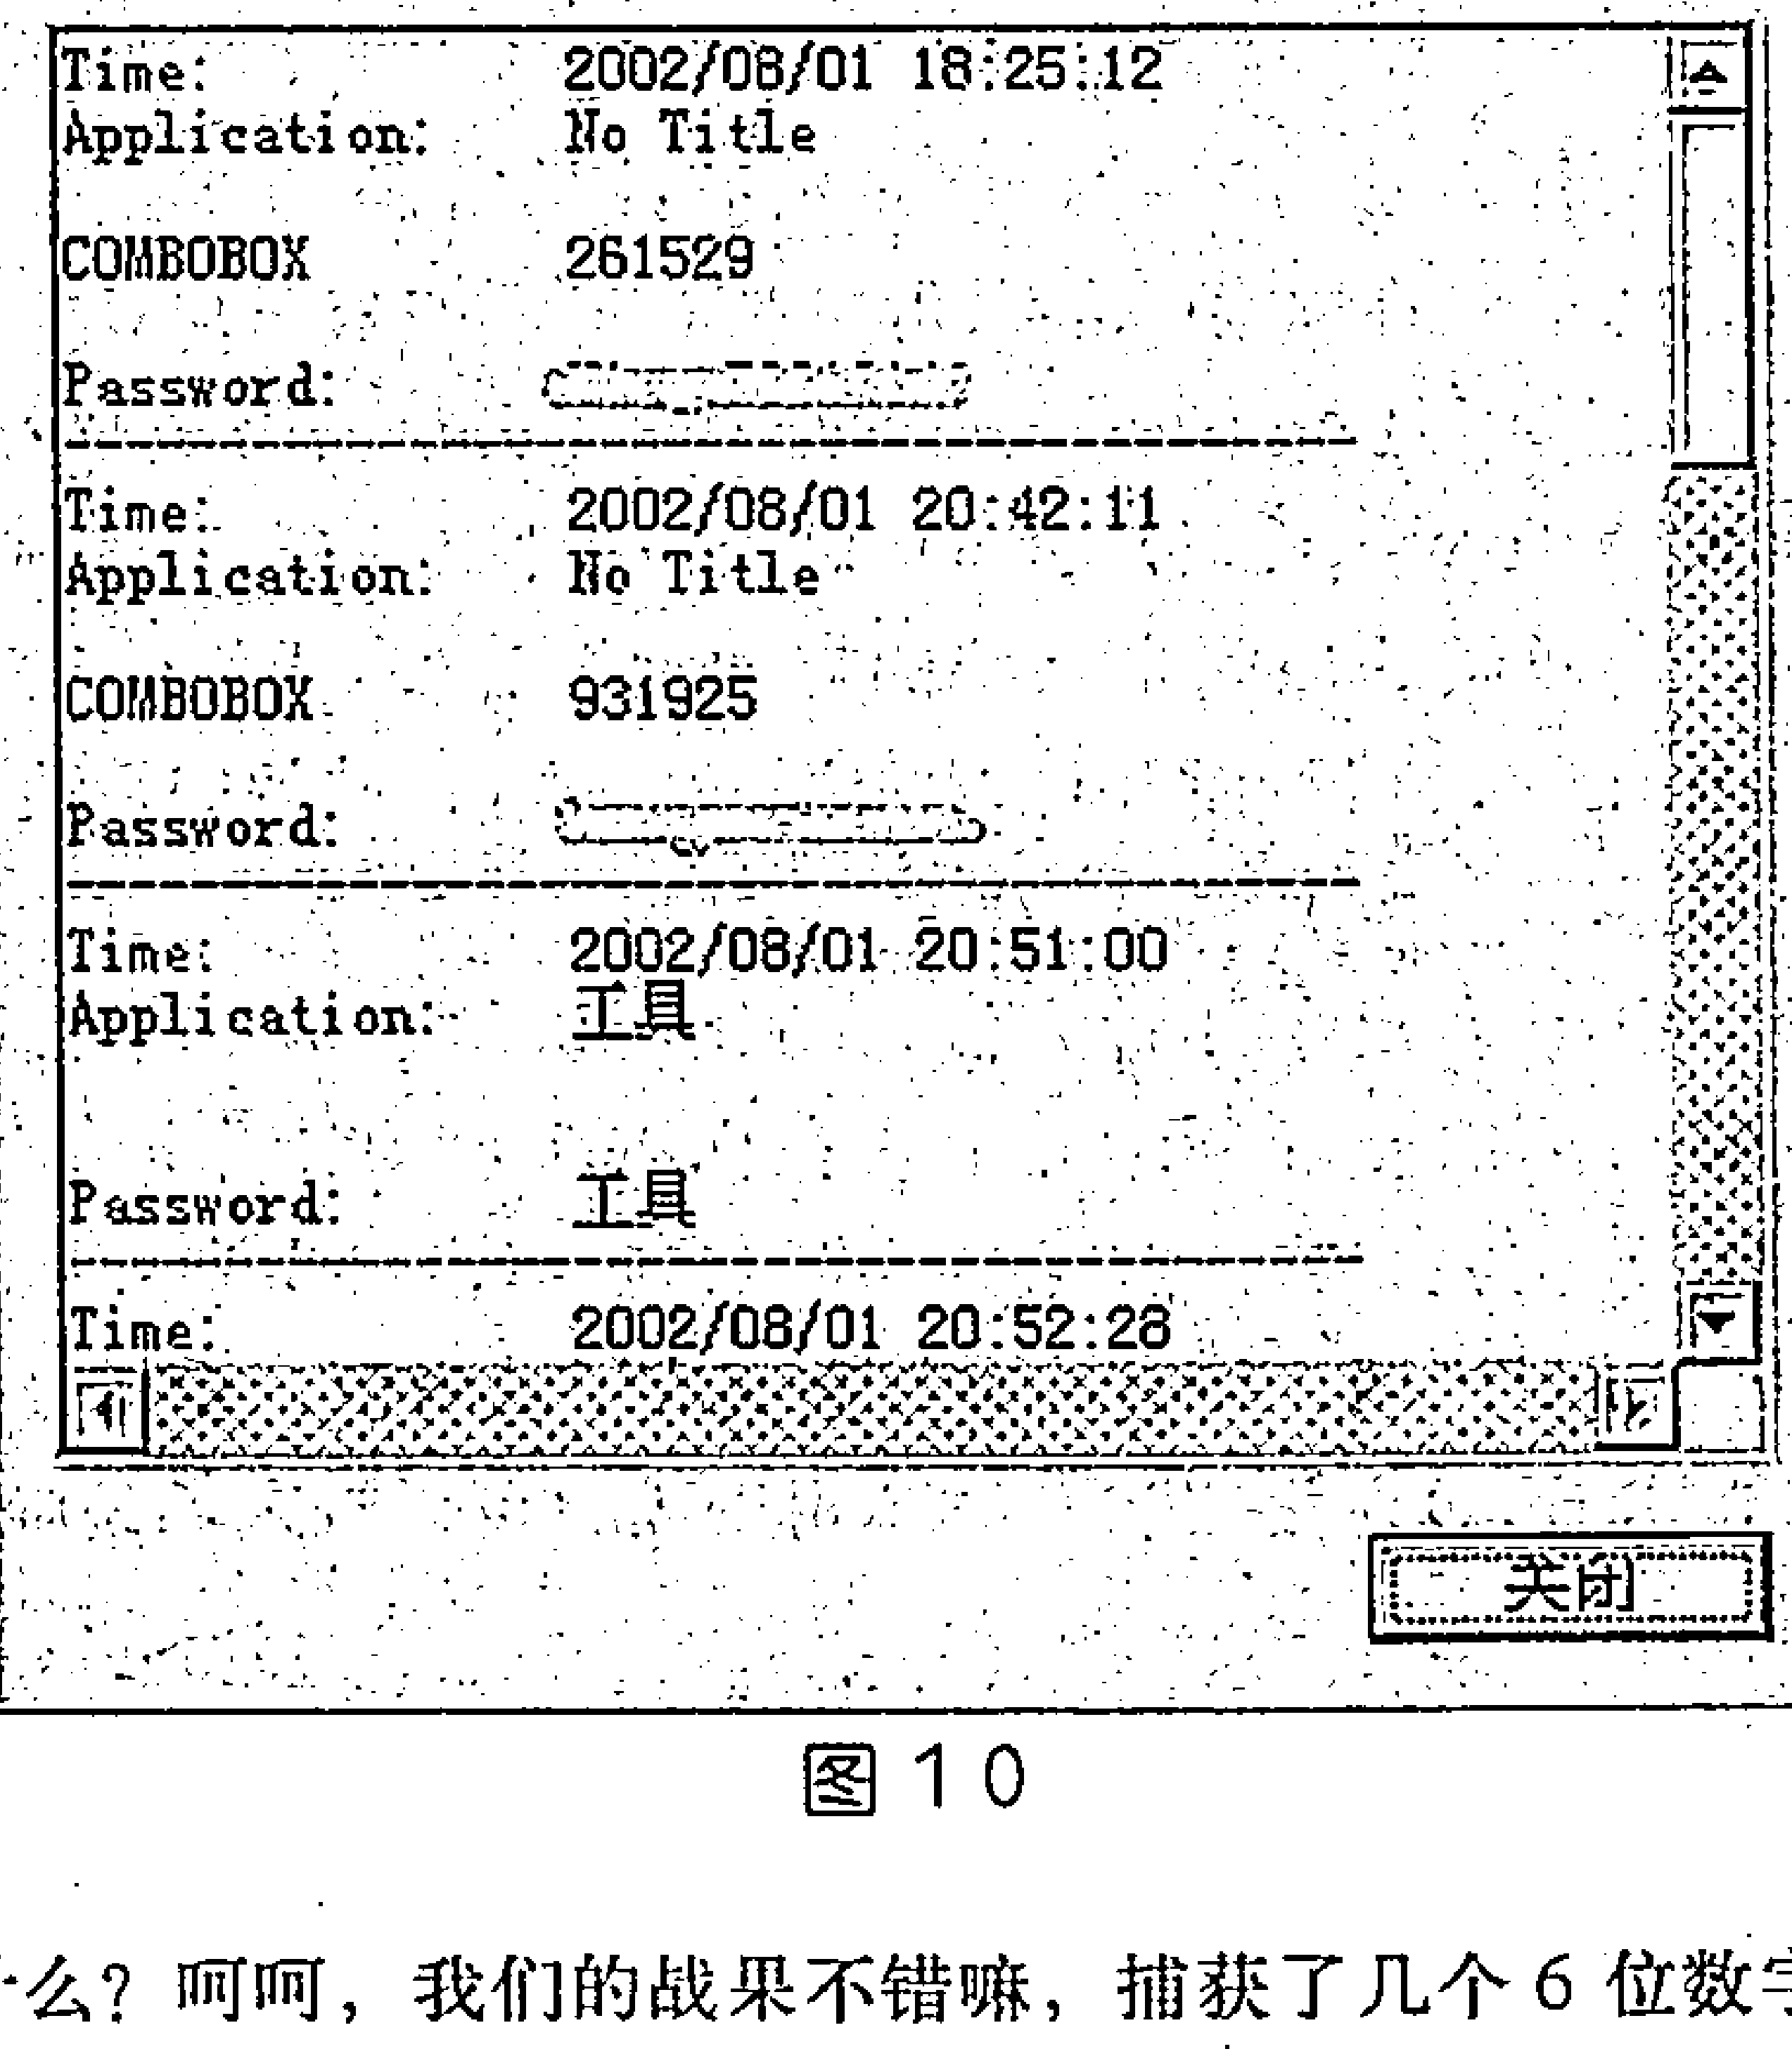 Time: 2002/08/01 18:25:12
Application: No Title
COMBOBOX 261529
Password:
Time: 2002/08/01 20:42:11
Application: No Title
COMBOBOX 931925
Password:
Time: 2002/08/01 20:51:00
Application: 工具
Password: 工具
Time: 2002/08/01 20:52:28
关闭
图10
么？呵呵，我们的战果不错嘛，捕获了几个6位数字